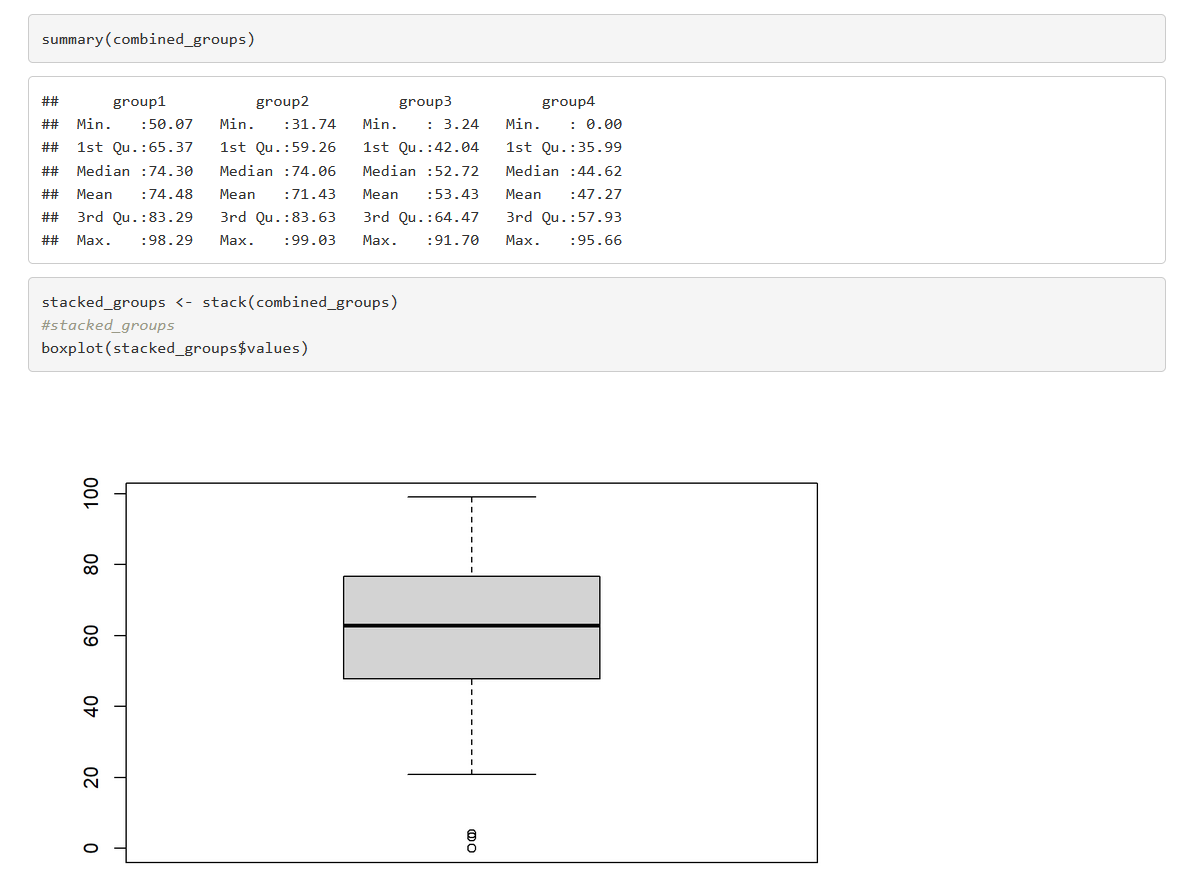 summary(combined_groups)
##      group1          group2          group3          group4
##  Min.   :50.07   Min.   :31.74   Min.   : 3.24   Min.   : 0.00
##  1st Qu.:65.37   1st Qu.:59.26   1st Qu.:42.04   1st Qu.:35.99
##  Median :74.30   Median :74.06   Median :52.72   Median :44.62
##  Mean   :74.48   Mean   :71.43   Mean   :53.43   Mean   :47.27
##  3rd Qu.:83.29   3rd Qu.:83.63   3rd Qu.:64.47   3rd Qu.:57.93
##  Max.   :98.29   Max.   :99.03   Max.   :91.70   Max.   :95.66
stacked_groups <- stack(combined_groups)
#stacked_groups
boxplot(stacked_groups$values)
100
80
60
40
20
0